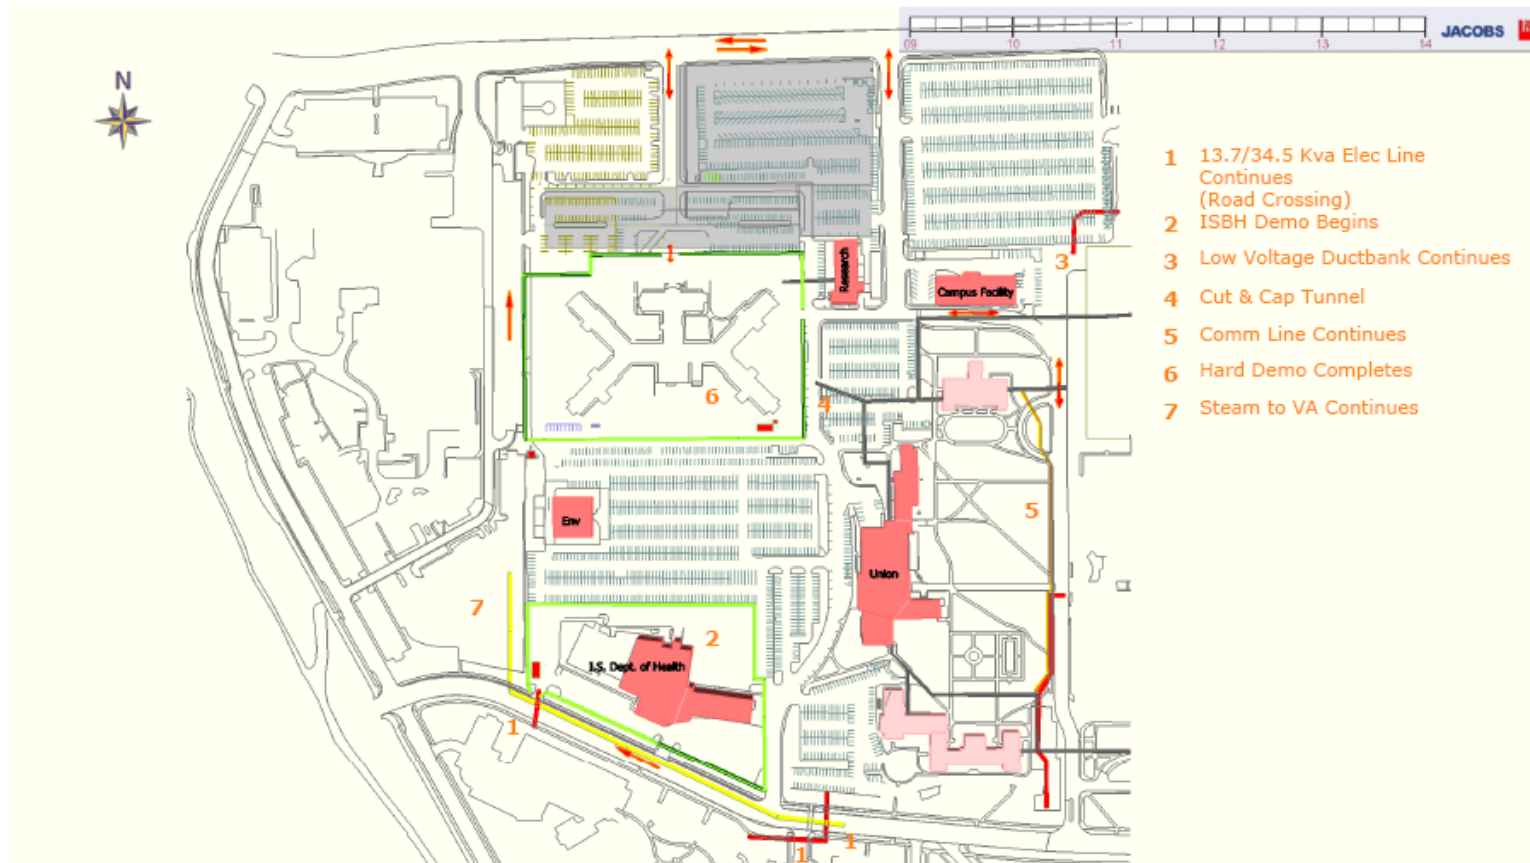 09 10 11 12 13 14
JACOBS
N
1 13.7/34.5 Kva Elec Line
Continues
(Road Crossing)
2 ISBH Demo Begins
3 Low Voltage Ductbank Continues
4 Cut & Cap Tunnel
5 Comm Line Continues
6 Hard Demo Completes
7 Steam to VA Continues
1
Research
3
Campus Facility
6
4
5
Env
Union
7
2
I.S. Dept. of Health
1
1
1